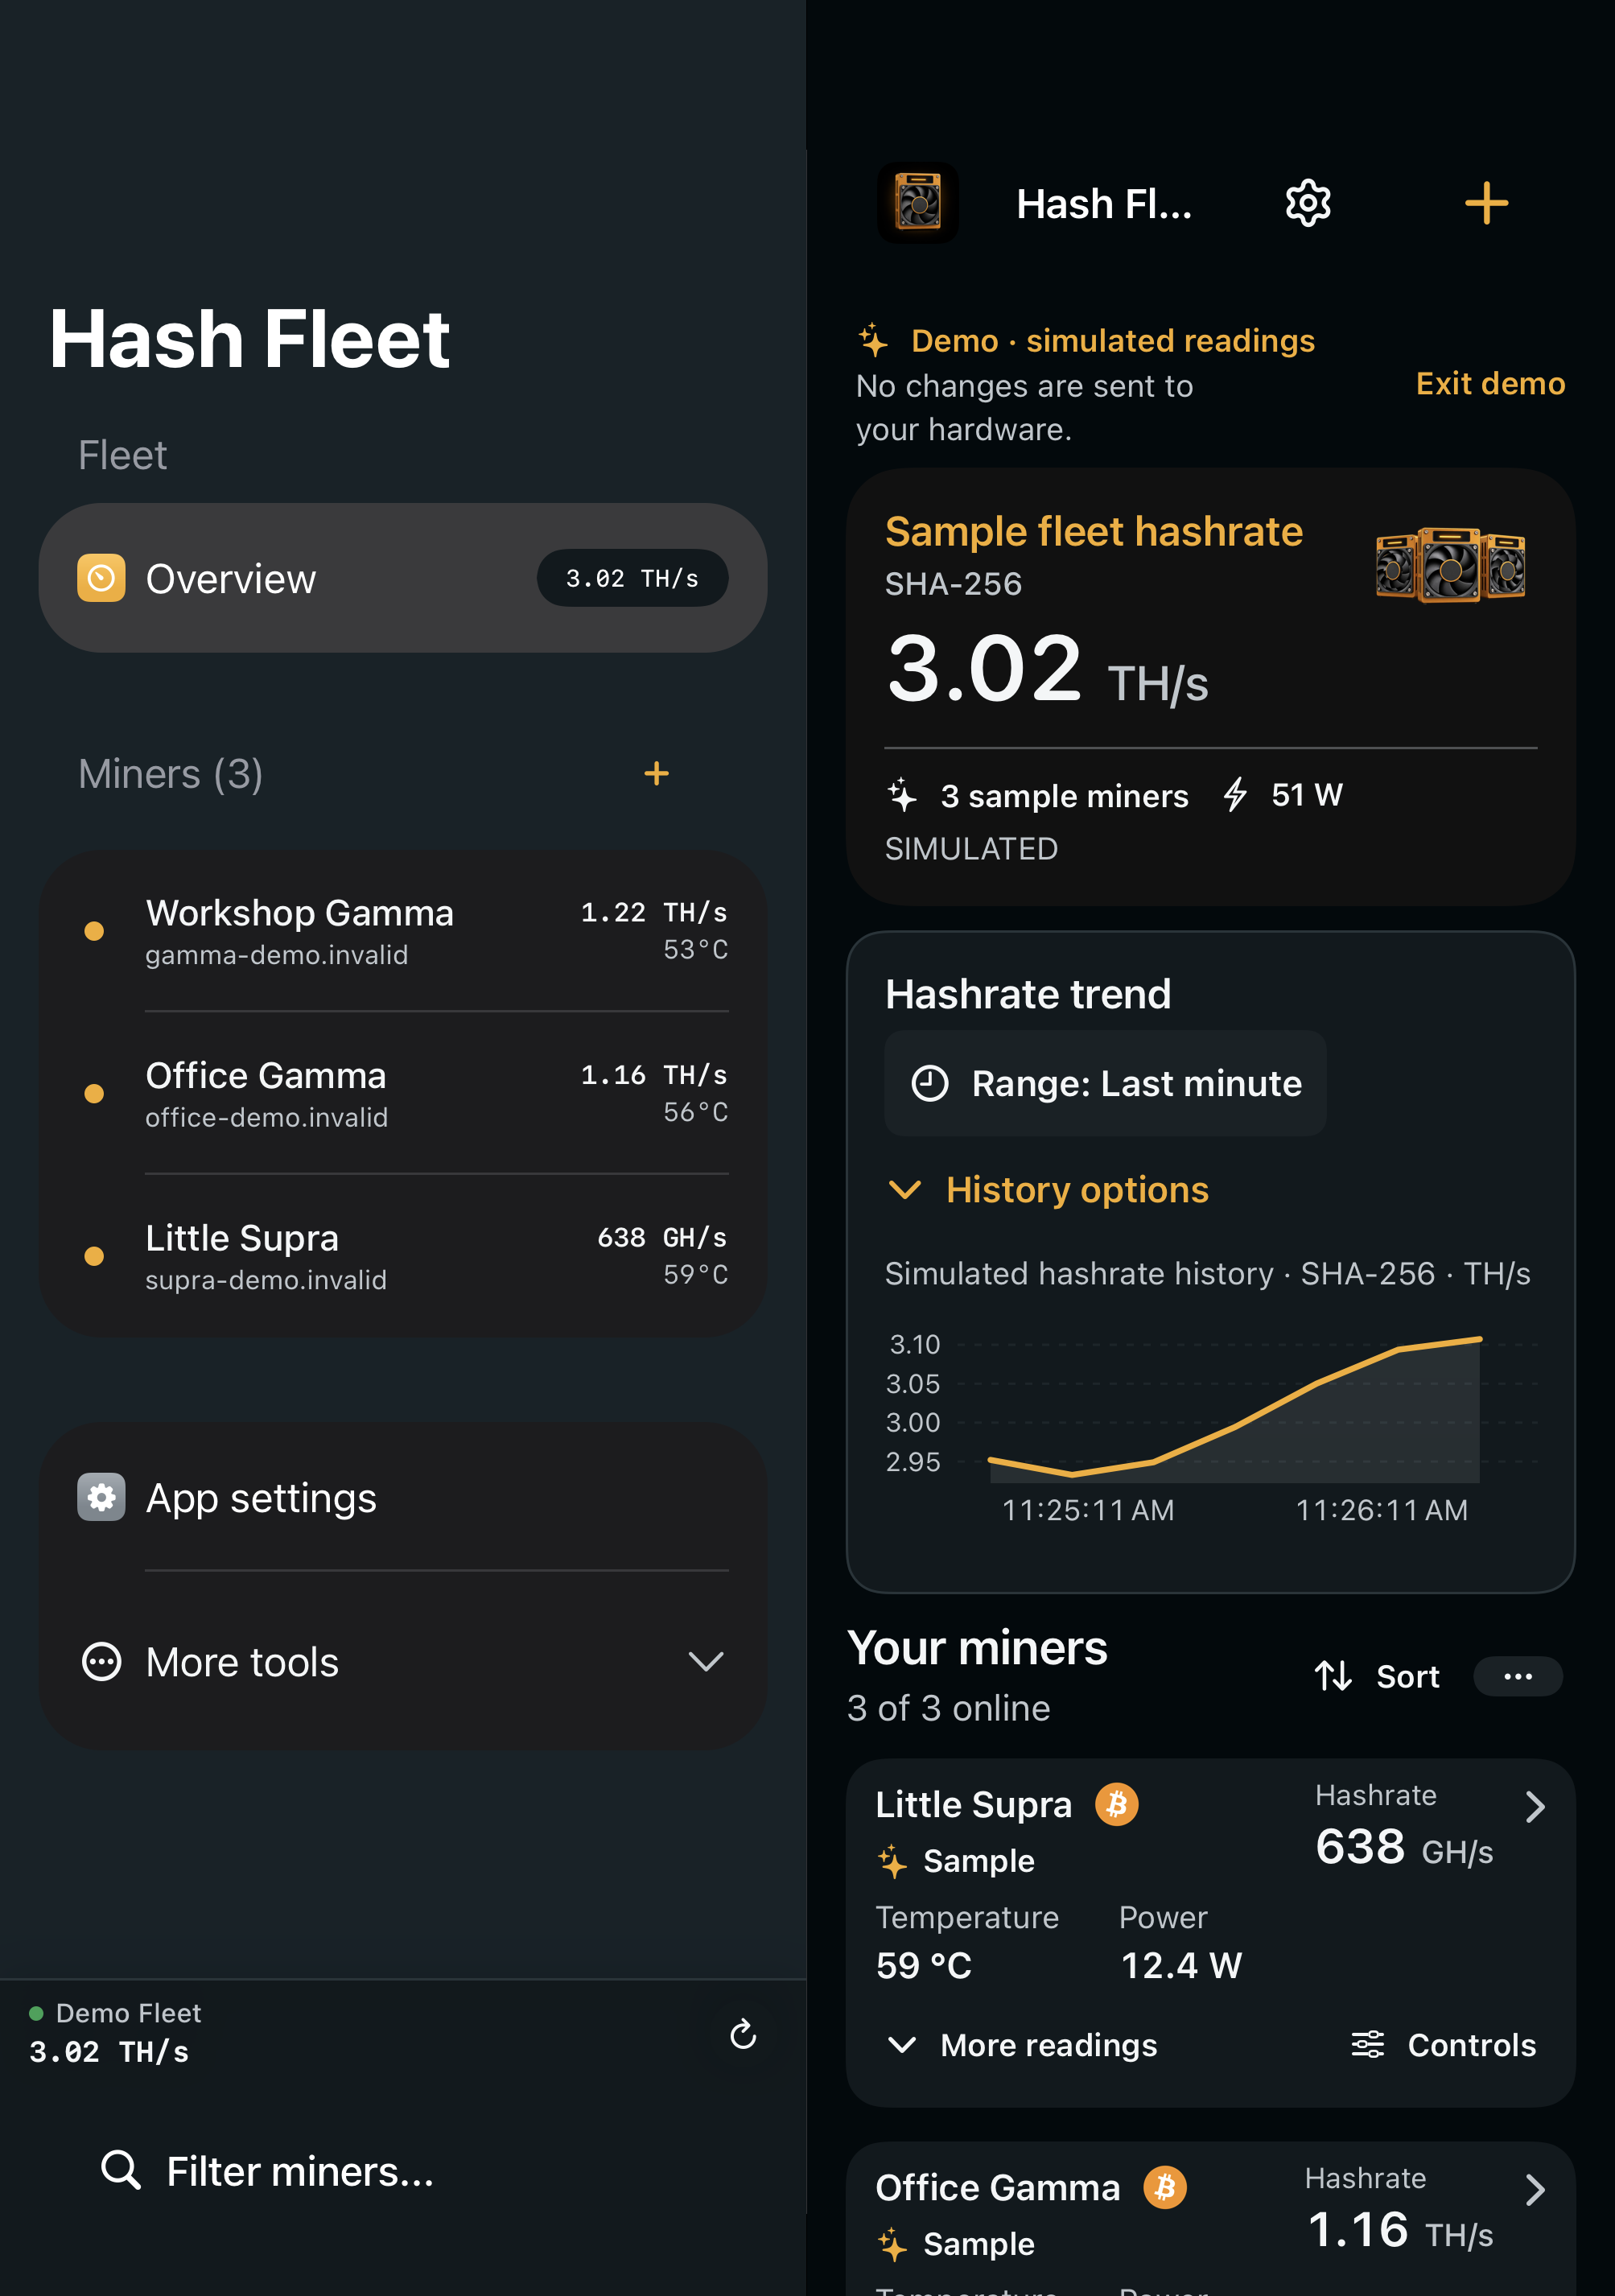 Hash Fleet
Fleet
Overview
3.02 TH/s
Miners (3)
Workshop Gamma
1.22 TH/s
gamma-demo.invalid
53°C
Office Gamma
1.16 TH/s
office-demo.invalid
56°C
Little Supra
638 GH/s
supra-demo.invalid
59°C
App settings
More tools
Demo Fleet
3.02 TH/s
Filter miners...
Hash Fl...
Demo · simulated readings
No changes are sent to
your hardware.
Exit demo
Sample fleet hashrate
SHA-256
3.02 TH/s
3 sample miners
51 W
SIMULATED
Hashrate trend
Range: Last minute
History options
Simulated hashrate history · SHA-256 · TH/s
3.10
3.05
3.00
2.95
11:25:11 AM
11:26:11 AM
Your miners
3 of 3 online
Sort
Little Supra
Hashrate
638 GH/s
Sample
Temperature
Power
59 °C
12.4 W
More readings
Controls
Office Gamma
Hashrate
1.16 TH/s
Sample
Temperature
Power